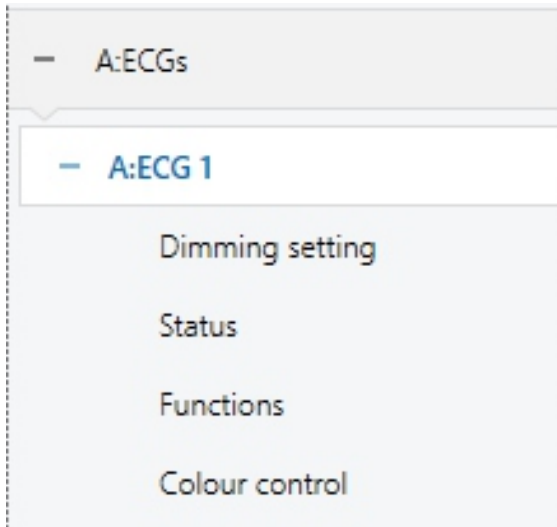 A:ECGs
A:ECG 1
Dimming setting
Status
Functions
Colour control